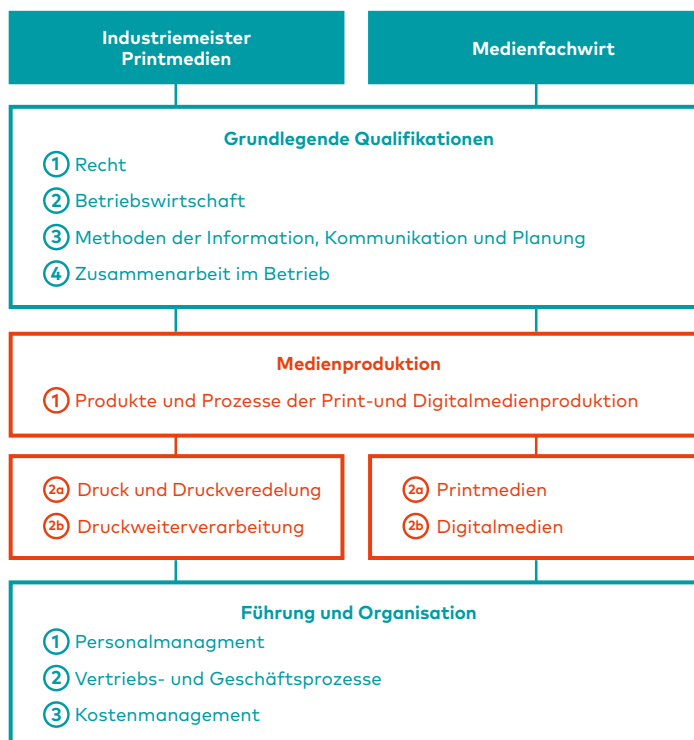 Industriemeister
Printmedien
Medienfachwirt
Grundlegende Qualifikationen
1 Recht
2 Betriebswirtschaft
3 Methoden der Information, Kommunikation und Planung
4 Zusammenarbeit im Betrieb
Medienproduktion
1 Produkte und Prozesse der Print-und Digitalmedienproduktion
2a Druck und Druckveredelung
2b Druckweiterverarbeitung
2a Printmedien
2b Digitalmedien
Führung und Organisation
1 Personalmanagment
2 Vertriebs- und Geschäftsprozesse
3 Kostenmanagement